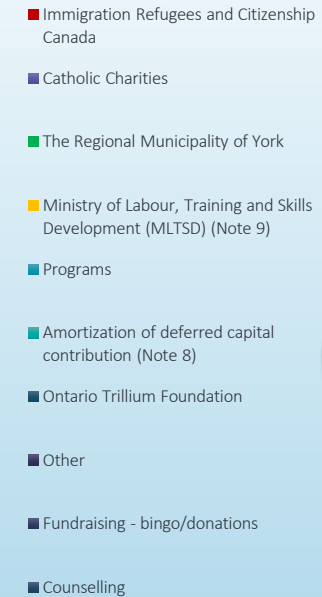 Immigration Refugees and Citizenship
Canada
Catholic Charities
The Regional Municipality of York
Ministry of Labour, Training and Skills
Development (MLTSD) (Note 9)
Programs
Amortization of deferred capital
contribution (Note 8)
Ontario Trillium Foundation
Other
Fundraising - bingo/donations
Counselling